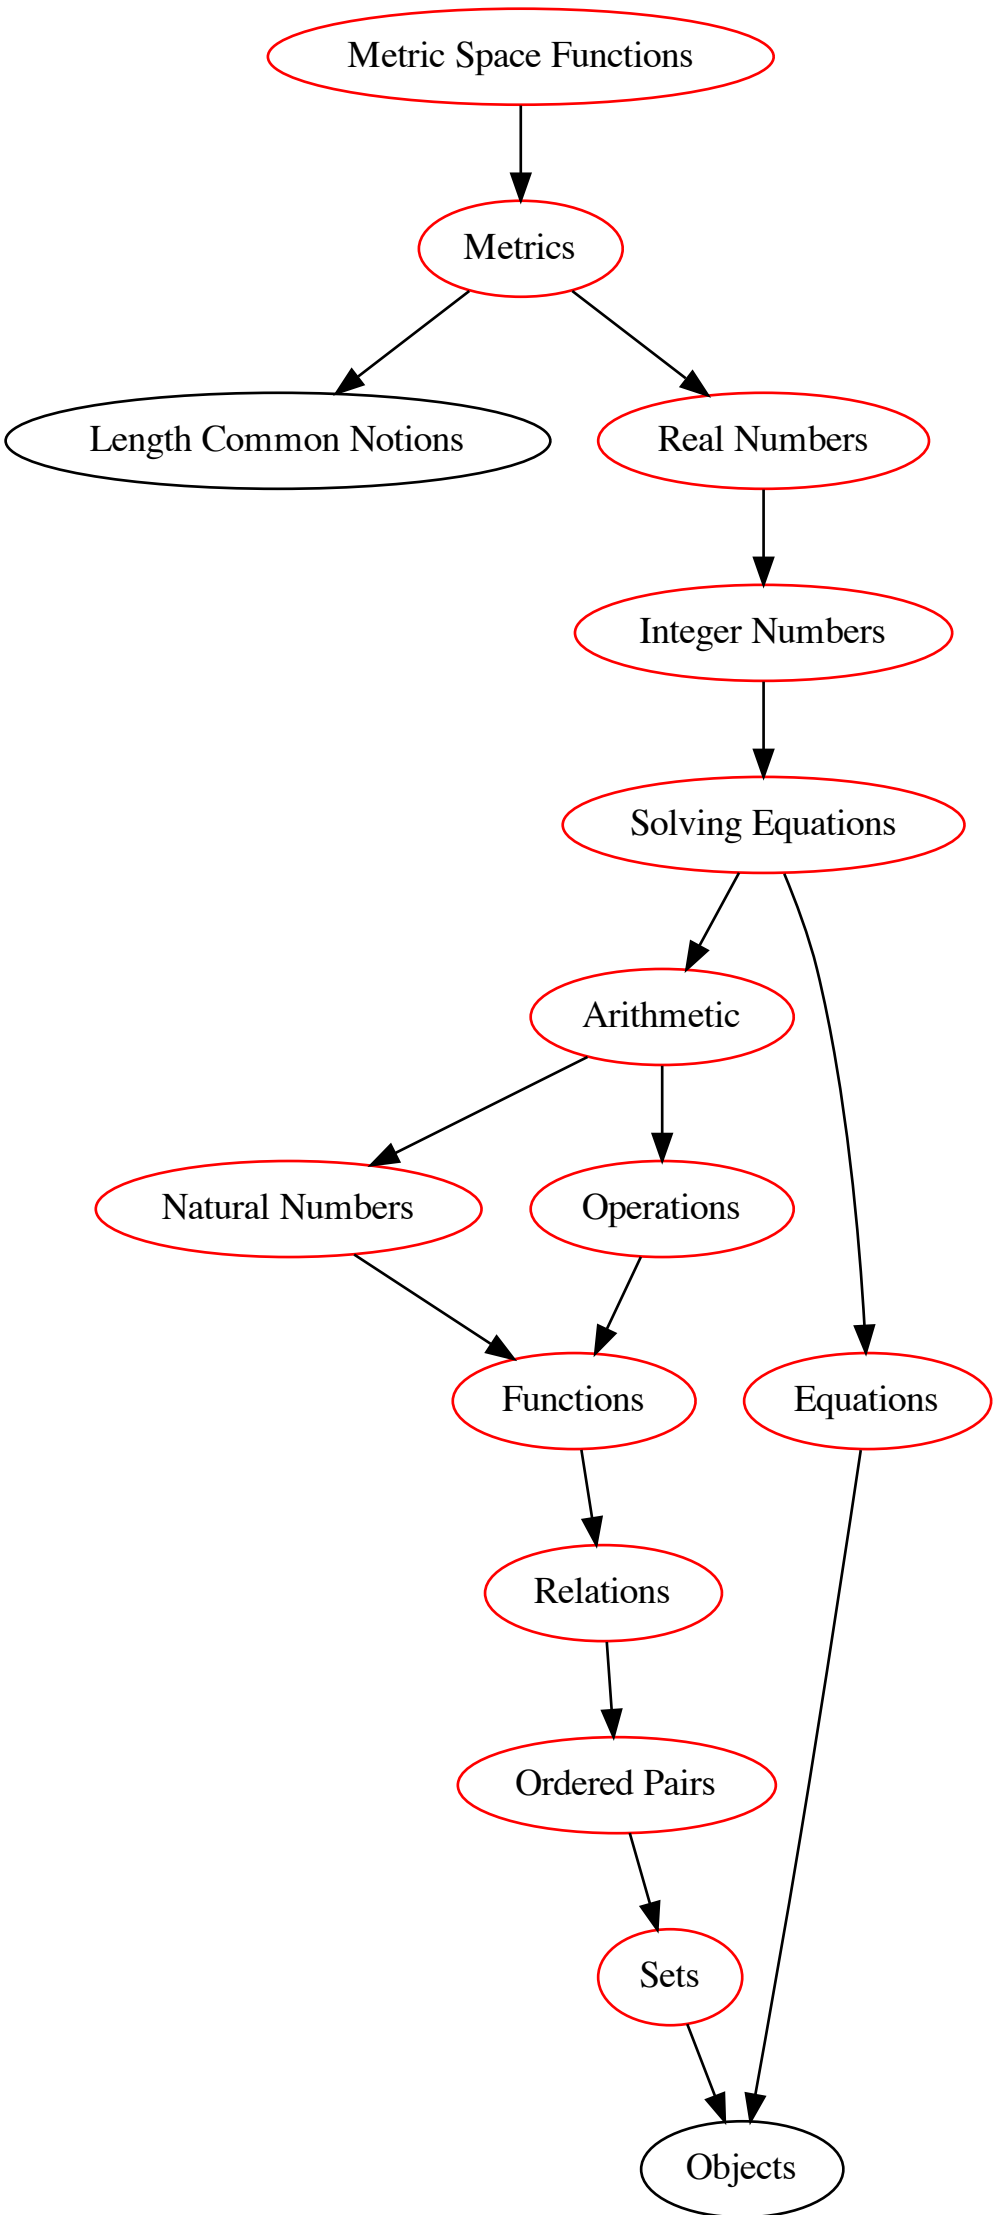 Metric Space Functions
Metrics
Length Common Notions
Real Numbers
Integer Numbers
Solving Equations
Arithmetic
Natural Numbers
Operations
Functions
Equations
Relations
Ordered Pairs
Sets
Objects